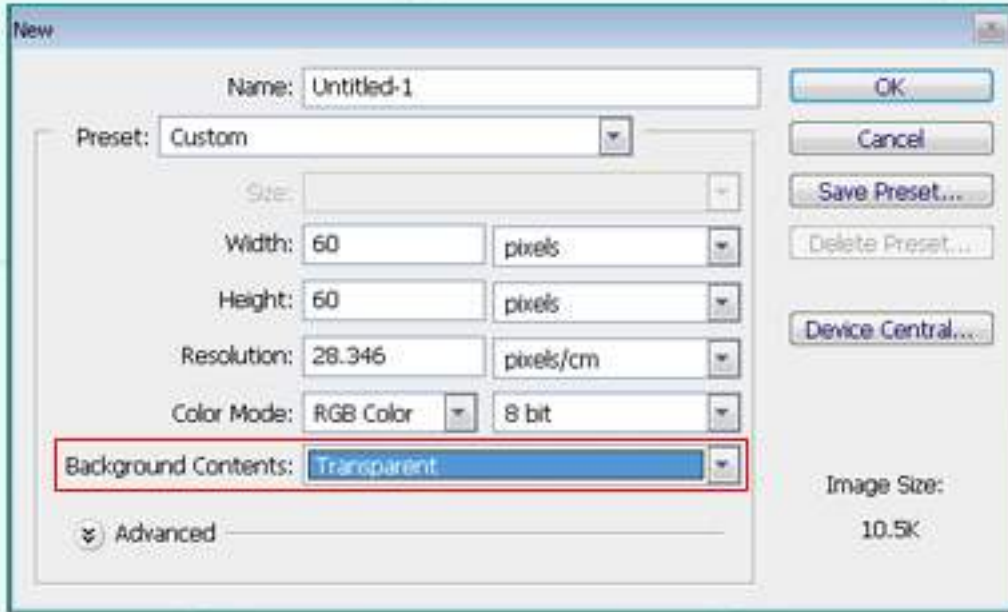 New
Name: Untitled-1
OK
Preset: Custom
Cancel
Size:
Save Preset...
Width: 60 pixels
Delete Preset...
Height: 60 pixels
Device Central...
Resolution: 28.346 pixels/cm
Color Mode: RGB Color 8 bit
Background Contents: Transparent
Image Size:
10.5K
Advanced